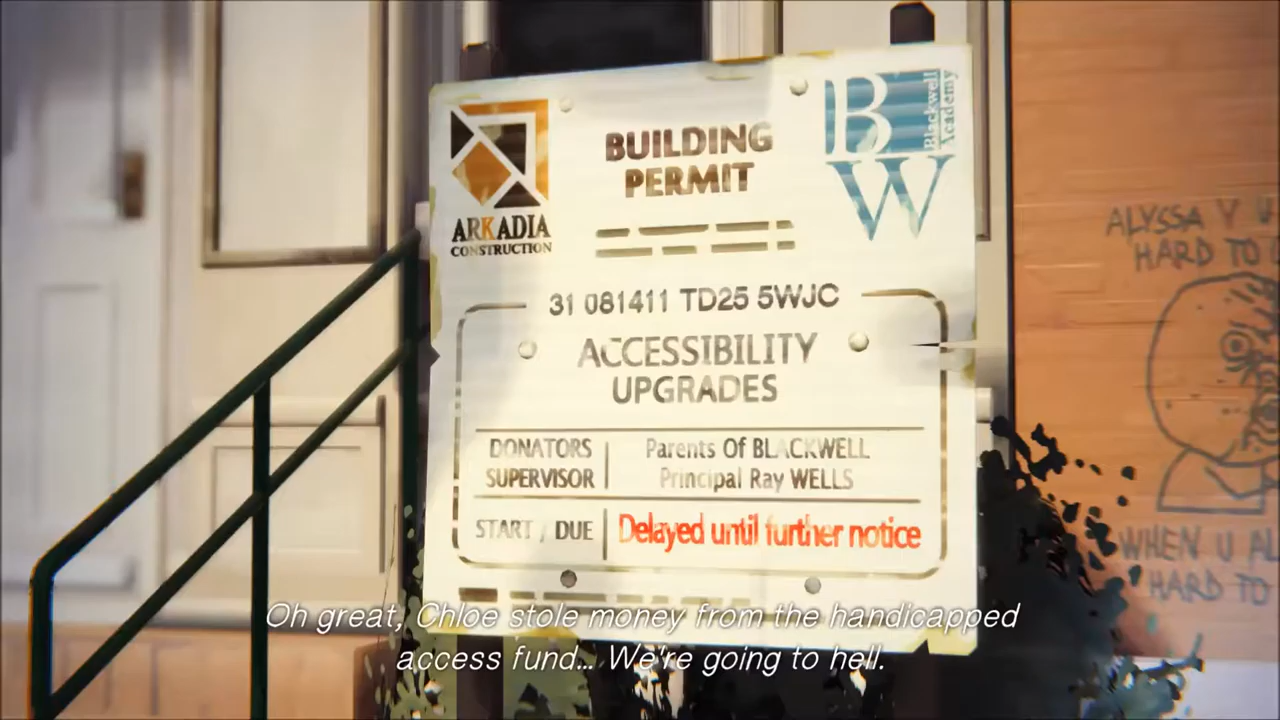 BUILDING
PERMIT
ARKADIA
CONSTRUCTION
B
W
Blackwell
Academy
31 081411 TD25 5WJC
ACCESSIBILITY
UPGRADES
DONATORS Parents Of BLACKWELL
SUPERVISOR Principal Ray WELLS
START / DUE Delayed until further notice
ALYSSA Y U
HARD TO
WHEN U AL
HARD TO
Oh great, Chloe stole money from the handicapped
access fund... We're going to hell.